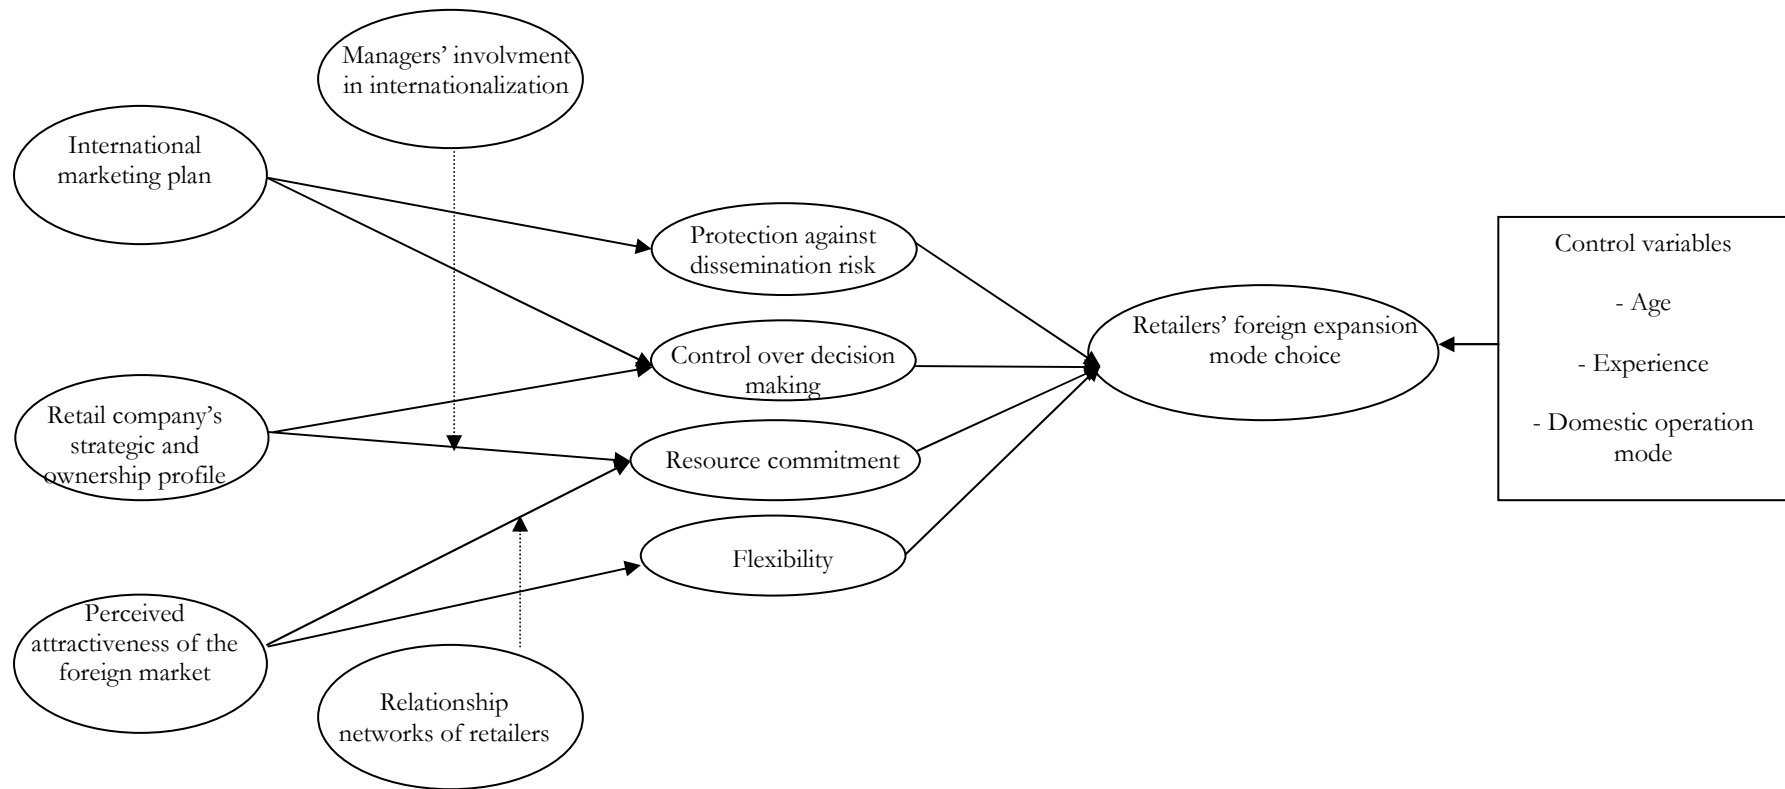 Managers’ involvment
in internationalization
International
marketing plan
Protection against
dissemination risk
Control variables
- Age
- Experience
- Domestic operation
mode
Retailers’ foreign expansion
mode choice
Control over decision
making
Retail company’s
strategic and
ownership profile
Resource commitment
Flexibility
Perceived
attractiveness of the
foreign market
Relationship
networks of retailers